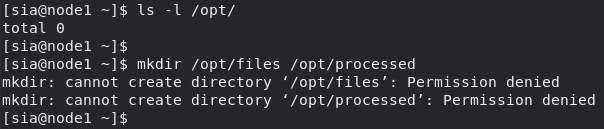 [sia@node1 ~]$ ls -l /opt/
total 0
[sia@node1 ~]$
[sia@node1 ~]$ mkdir /opt/files /opt/processed
mkdir: cannot create directory ‘/opt/files’: Permission denied
mkdir: cannot create directory ‘/opt/processed’: Permission denied
[sia@node1 ~]$